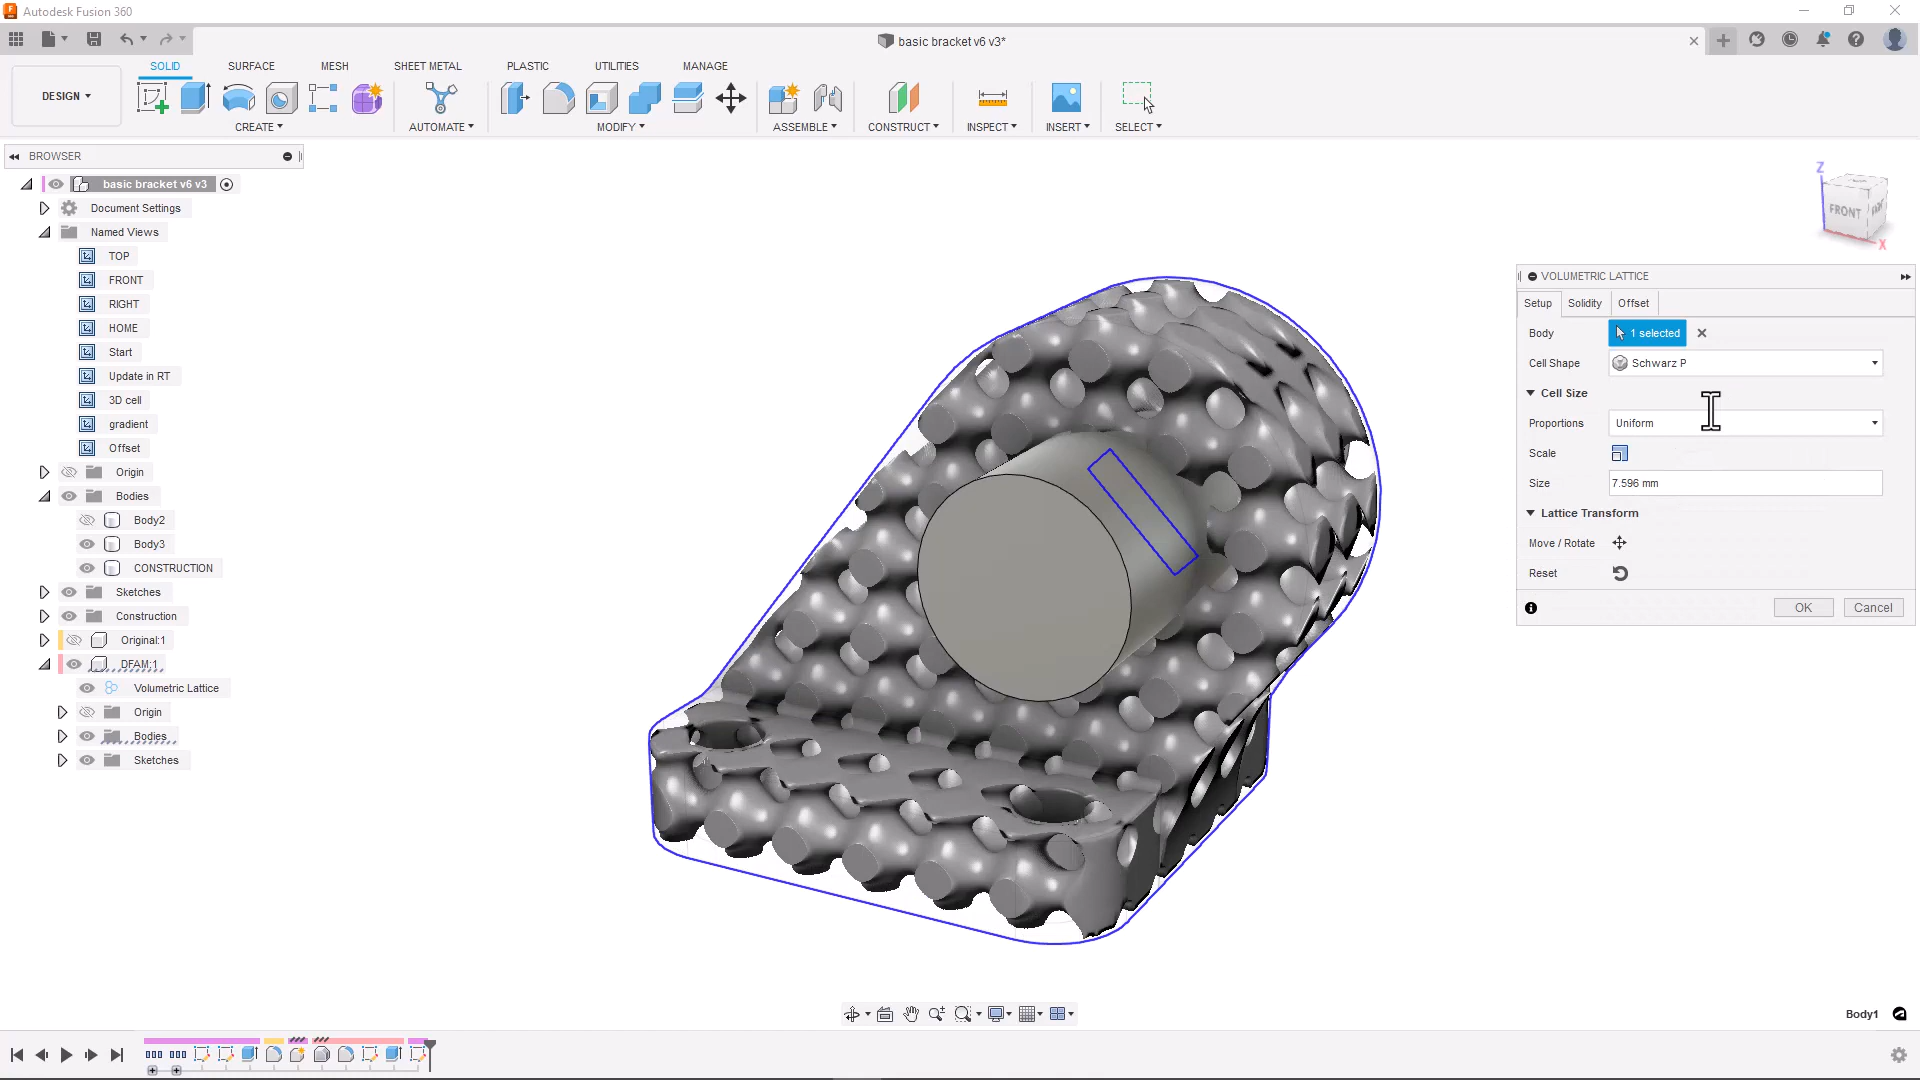 Autodesk Fusion 360
basic bracket v6 v3*
DESIGN
SOLID SURFACE MESH SHEET METAL PLASTIC UTILITIES MANAGE
CREATE AUTOMATE MODIFY ASSEMBLE CONSTRUCT INSPECT INSERT SELECT
BROWSER
basic bracket v6 v3
Document Settings
Named Views
TOP
FRONT
RIGHT
HOME
Start
Update in RT
3D cell
gradient
Offset
Origin
Bodies
Body2
Body3
CONSTRUCTION
Sketches
Construction
Original:1
DFAM:1
Volumetric Lattice
Origin
Bodies
Sketches
Z
FRONT
X
VOLUMETRIC LATTICE
Setup Solidity Offset
Body 1 selected
Cell Shape Schwarz P
Cell Size
Proportions Uniform
Scale
Size 7.596 mm
Lattice Transform
Move / Rotate
Reset
OK Cancel
Body1